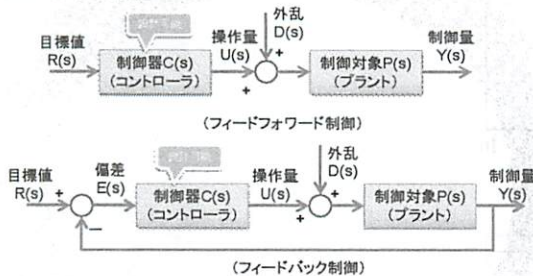 外乱
D(s)
目標値
R(s)
制御器C(s)
(コントローラ)
操作量
U(s)
+
+
制御対象P(s)
(プラント)
制御量
Y(s)
(フィードフォワード制御)
外乱
D(s)
目標値
R(s)
+
−
偏差
E(s)
制御器C(s)
(コントローラ)
操作量
U(s)
+
+
制御対象P(s)
(プラント)
制御量
Y(s)
(フィードバック制御)